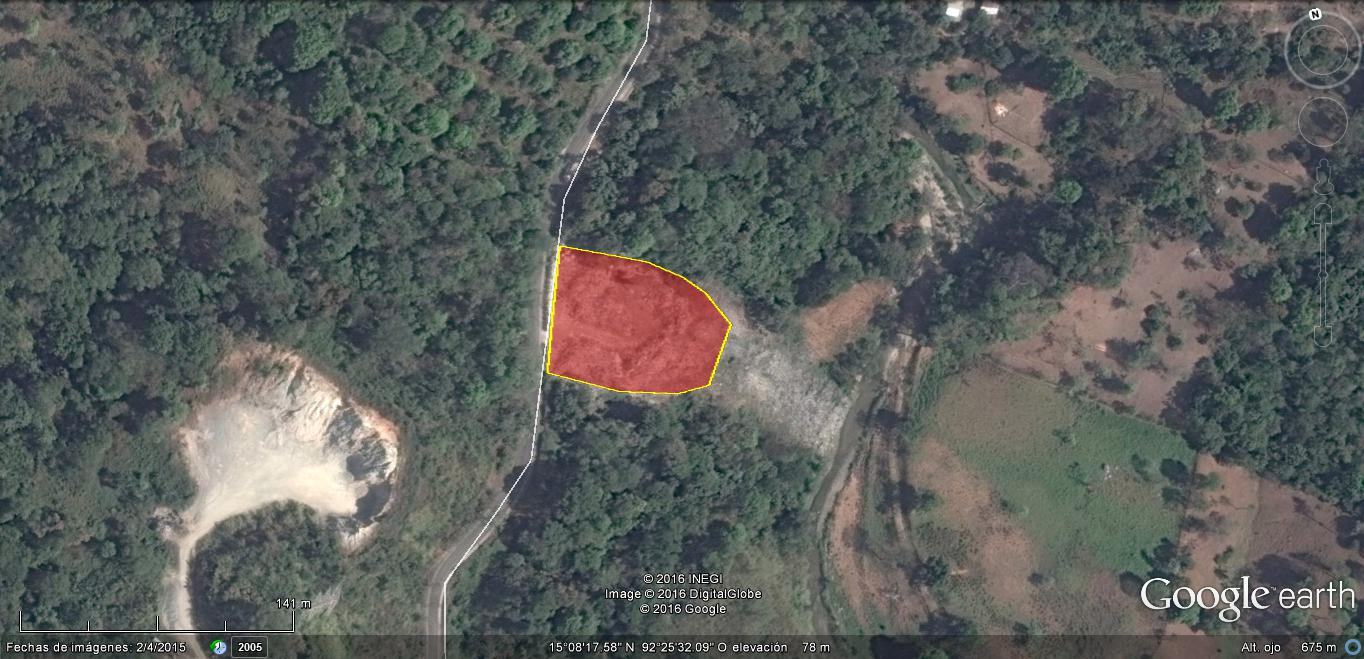 N
141 m
© 2016 INEGI
Image © 2016 DigitalGlobe
© 2016 Google
Google earth
Fechas de imágenes: 2/4/2015 2005 15°08'17.58" N 92°25'32.09" O elevación 78 m Alt. ojo 675 m